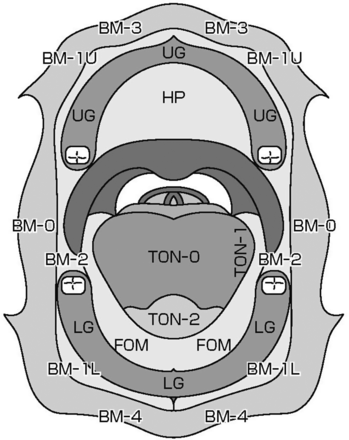 BM-3 BM-3
BM-1U UG BM-1U
HP
UG UG
BM-0 BM-0
TON-1
TON-0
BM-2 BM-2
TON-2
LG LG
FOM FOM
BM-1L BM-1L
LG
BM-4 BM-4